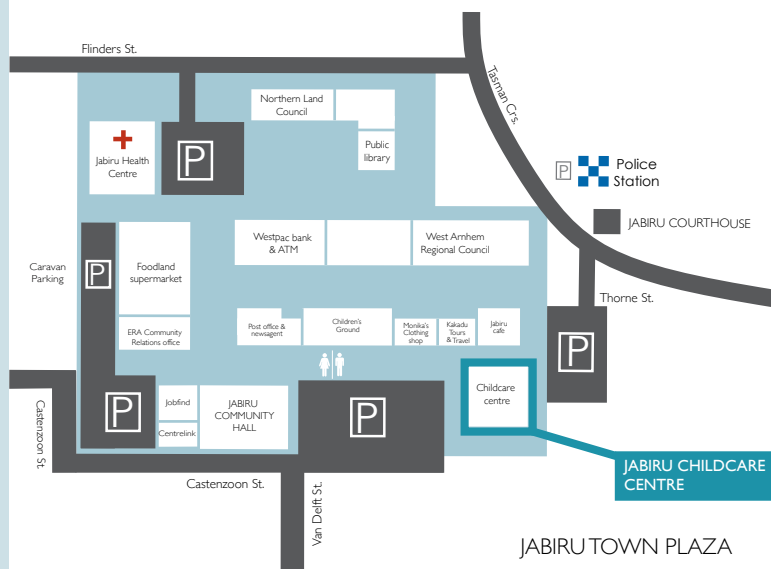 Flinders St.
Tasman Crs.
Northern Land
Council
Public
library
Jabiru Health
Centre
P
P
Police
Station
JABIRU COURTHOUSE
Westpac bank
& ATM
West Arnhem
Regional Council
Caravan
Parking
P
Foodland
supermarket
Thorne St.
ERA Community
Relations office
Post office &
newsagent
Children's
Ground
Monika's
Clothing
shop
Kakadu
Tours
& Travel
Jabiru
cafe
P
Childcare
centre
P
Jobfind
Centrelink
JABIRU
COMMUNITY
HALL
P
Castenzoon St.
Castenzoon St.
Van Delft St.
JABIRU CHILDCARE
CENTRE
JABIRU TOWN PLAZA